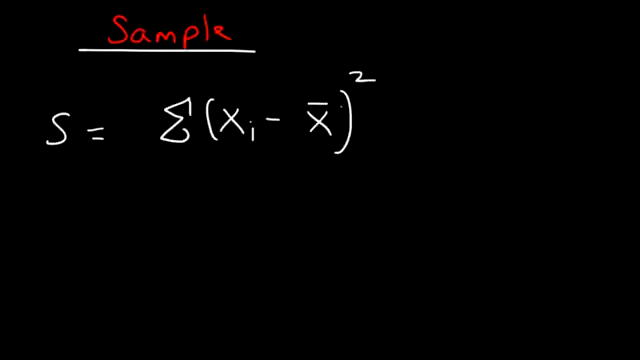 Sample
S = Σ(xᵢ - x̄)²